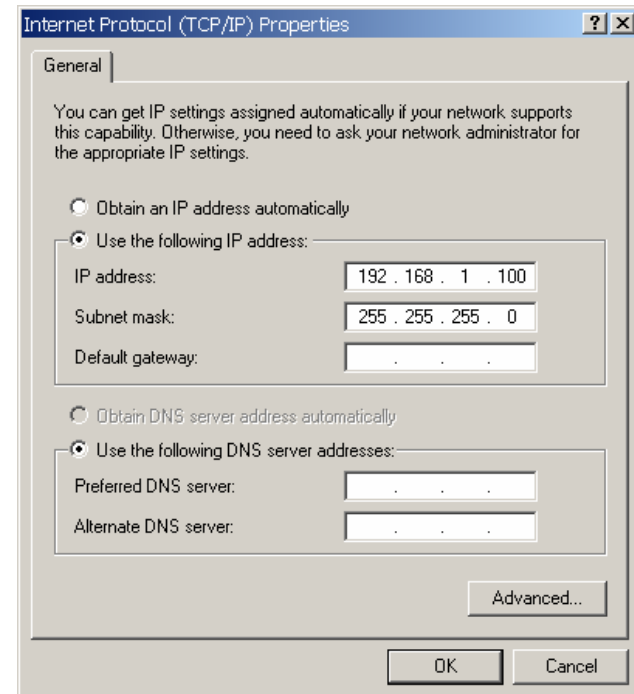 Internet Protocol (TCP/IP) Properties
? X
General
You can get IP settings assigned automatically if your network supports
this capability. Otherwise, you need to ask your network administrator for
the appropriate IP settings.
Obtain an IP address automatically
Use the following IP address:
IP address: 192 . 168 . 1 . 100
Subnet mask: 255 . 255 . 255 . 0
Default gateway: . . .
Obtain DNS server address automatically
Use the following DNS server addresses:
Preferred DNS server: . . .
Alternate DNS server: . . .
Advanced...
OK Cancel